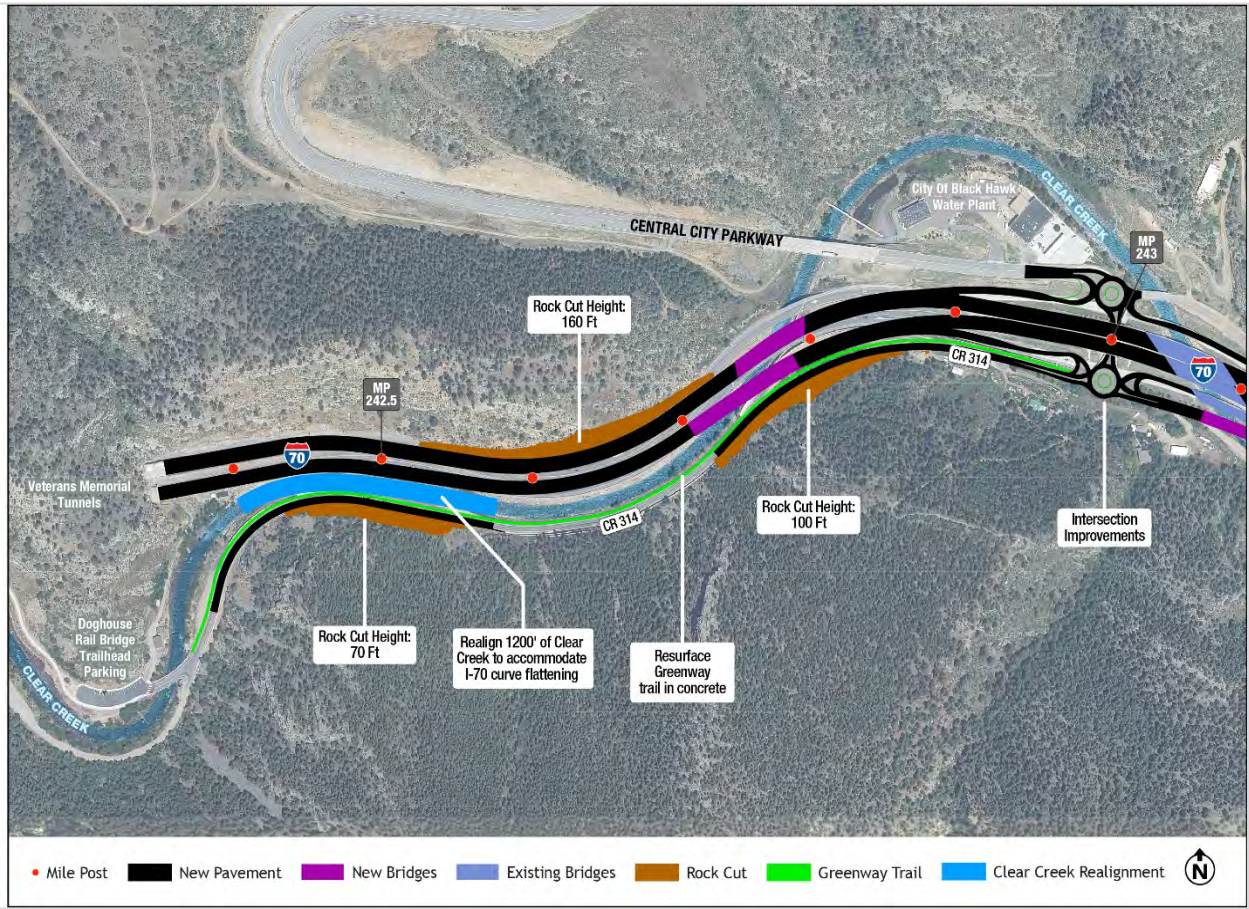 CENTRAL CITY PARKWAY
City Of Black Hawk
Water Plant
CLEAR CREEK
MP
243
Rock Cut Height:
160 Ft
CR 314
70
MP
242.5
70
Veterans Memorial
Tunnels
CR 314
Rock Cut Height:
100 Ft
Intersection
Improvements
Doghouse
Rail Bridge
Trailhead
Parking
Rock Cut Height:
70 Ft
Realign 1200' of Clear
Creek to accommodate
I-70 curve flattening
Resurface
Greenway
trail in concrete
CLEAR CREEK
Mile Post
New Pavement
New Bridges
Existing Bridges
Rock Cut
Greenway Trail
Clear Creek Realignment
N